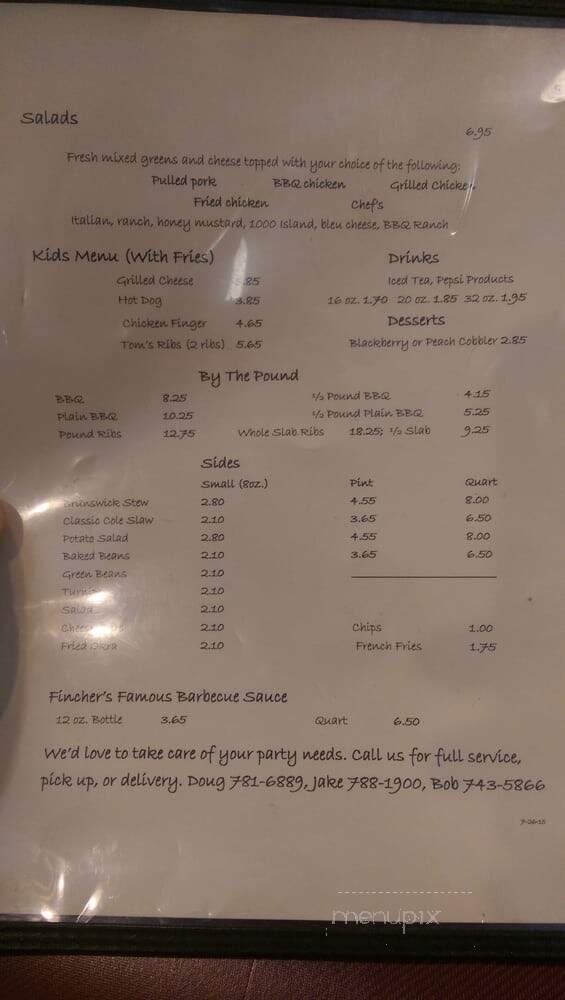 Salads
6.95
Fresh mixed greens and cheese topped with your choice of the following:
Pulled pork BBQ chicken Grilled Chicken
Fried chicken Chef's
Italian, ranch, honey mustard, 1000 Island, bleu cheese, BBQ Ranch
Kids Menu (With Fries) Drinks
Grilled Cheese 3.85 Iced Tea, Pepsi Products
Hot Dog 3.85 16 oz. 1.70 20 oz. 1.85 32 oz. 1.95
Chicken Finger 4.65 Desserts
Tom's Ribs (2 ribs) 5.65 Blackberry or Peach Cobbler 2.85
By The Pound
BBQ 8.25 1/2 Pound BBQ 4.15
Plain BBQ 10.25 1/2 Pound Plain BBQ 5.25
Pound Ribs 12.75 Whole Slab Ribs 18.25; 1/2 Slab 9.25
Sides
Small (8oz.) Pint Quart
Brunswick Stew 2.80 4.55 8.00
Classic Cole Slaw 2.10 3.65 6.50
Potato Salad 2.80 4.55 8.00
Baked Beans 2.10 3.65 6.50
Green Beans 2.10
2.10
Salad 2.10
2.10 Chips 1.00
Fried Okra 2.10 French Fries 1.75
Fincher's Famous Barbecue Sauce
12 oz. Bottle 3.65 Quart 6.50
We'd love to take care of your party needs. Call us for full service,
pick up, or delivery. Doug 781-6889, Jake 788-1900, Bob 743-5866
7-26-15
menupix